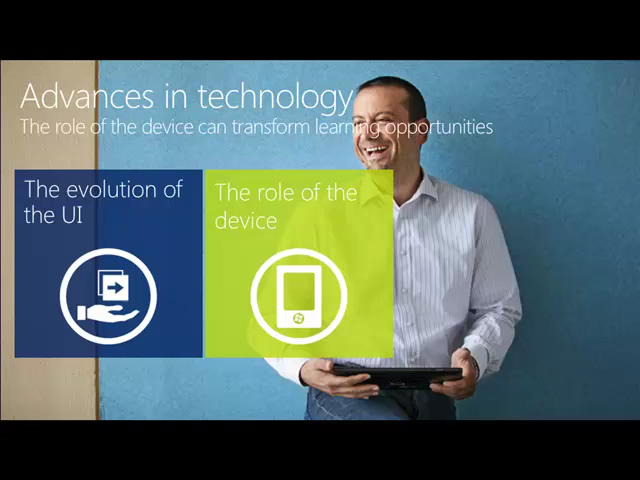 Advances in technology
The role of the device can transform learning opportunities
The evolution of
the UI
The role of the
device